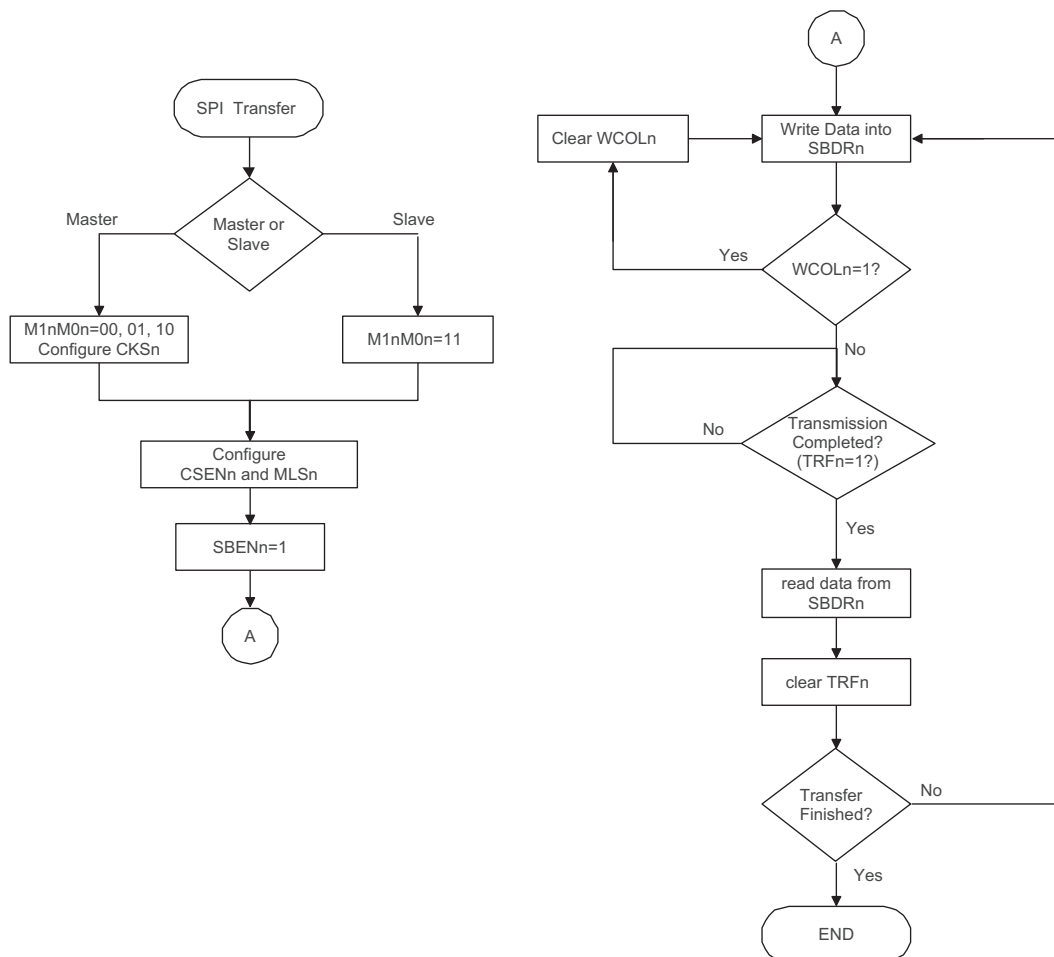 SPI Transfer
Master
Master or
Slave
Slave
M1nM0n=00, 01, 10
Configure CKSn
M1nM0n=11
Configure
CSENn and MLSn
SBENn=1
A
A
Clear WCOLn
Write Data into
SBDRn
Yes
WCOLn=1?
No
No
Transmission
Completed?
(TRFn=1?)
Yes
read data from
SBDRn
clear TRFn
Transfer
Finished?
No
Yes
END